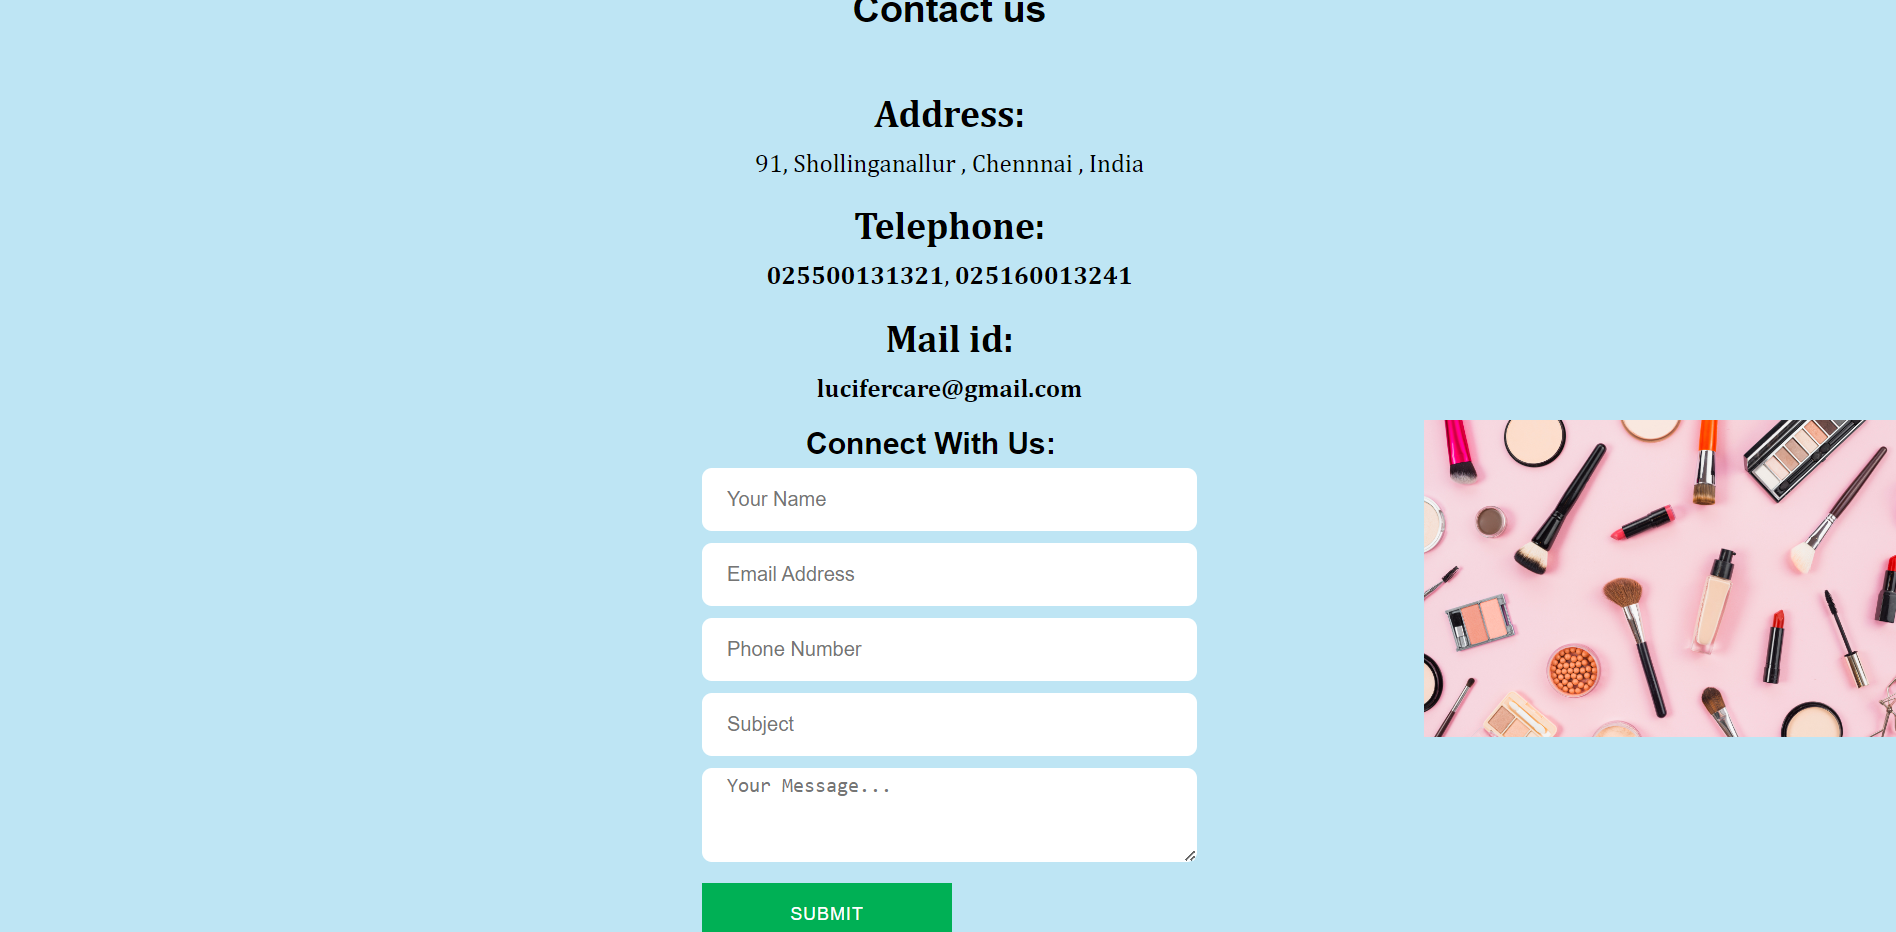 Contact us
Address:
91, Shollinganallur , Chennnai , India
Telephone:
025500131321, 025160013241
Mail id:
lucifercare@gmail.com
Connect With Us:
Your Name
Email Address
Phone Number
Subject
Your Message...
SUBMIT